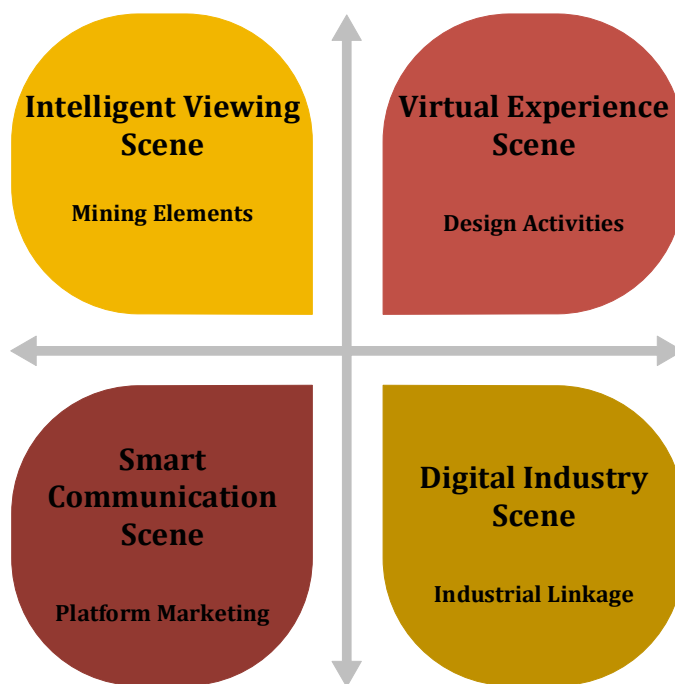 Intelligent Viewing
Scene
Mining Elements
Virtual Experience
Scene
Design Activities
Smart
Communication
Scene
Platform Marketing
Digital Industry
Scene
Industrial Linkage